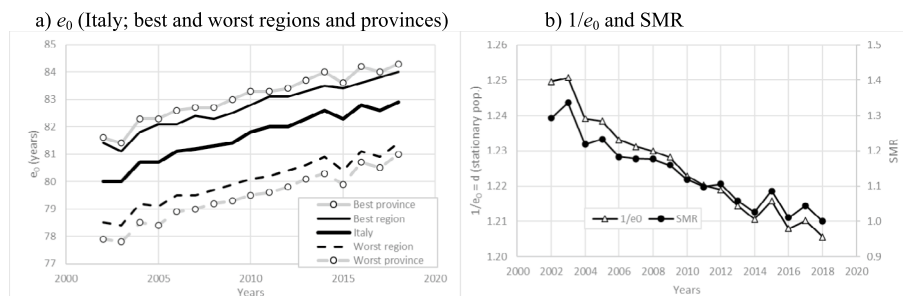 a) e₀ (Italy; best and worst regions and provinces)
b) 1/e₀ and SMR
85
84
83
82
81
80
79
78
77
e₀ (years)
2000
2005
2010
2015
2020
Years
Best province
Best region
Italy
Worst region
Worst province
1.26
1.25
1.24
1.23
1.22
1.21
1.20
1/e₀ = d (stationary pop.)
1/e0
SMR
1.5
1.4
1.3
1.2
1.1
1.0
0.9
SMR
2000
2002
2004
2006
2008
2010
2012
2014
2016
2018
2020
Years